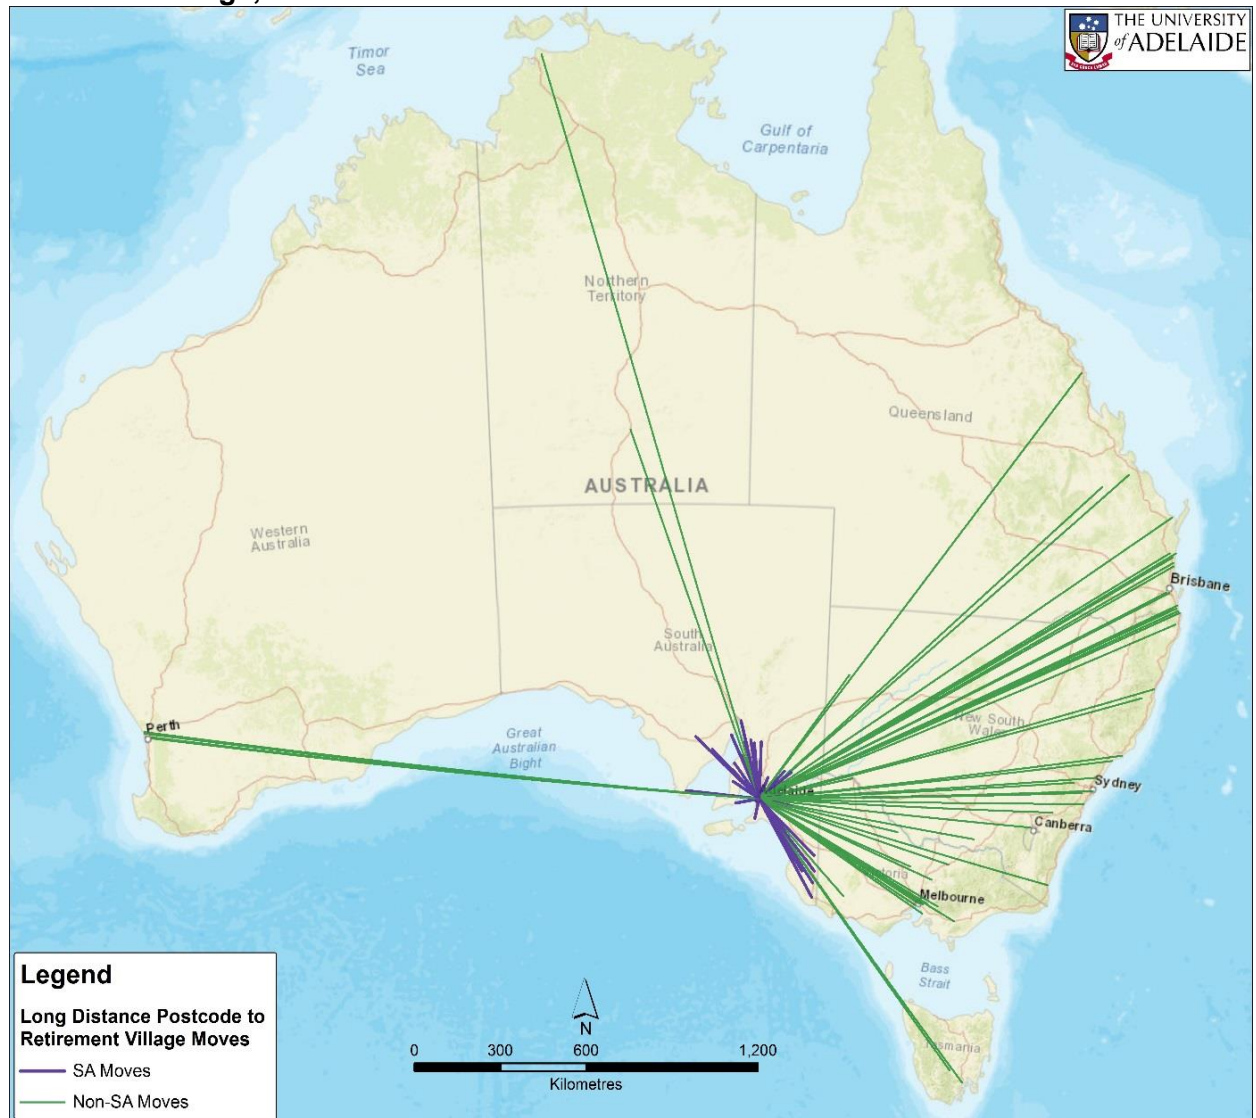 THE UNIVERSITY
of ADELAIDE
Timor
Sea
Gulf of
Carpentaria
Northern
Territory
Queensland
AUSTRALIA
Western
Australia
Brisbane
South
Australia
Perth
Great
Australian
Bight
New South
Wales
Adelaide
Sydney
Canberra
Victoria
Melbourne
Bass
Strait
Tasmania
Legend
Long Distance Postcode to
Retirement Village Moves
SA Moves
Non-SA Moves
N
0 300 600 1,200
Kilometres